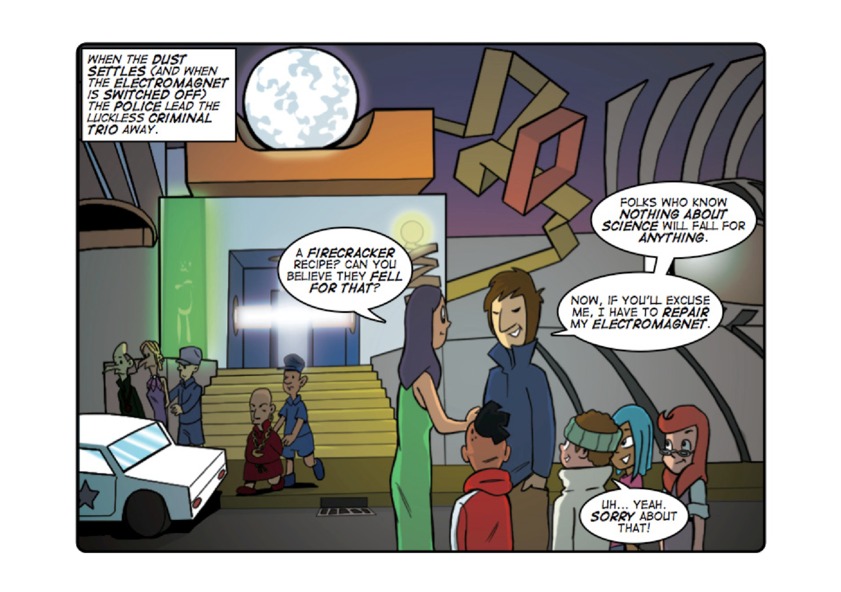 WHEN THE DUST
SETTLES (AND WHEN
THE ELECTROMAGNET
IS SWITCHED OFF)
THE POLICE LEAD THE
LUCKLESS CRIMINAL
TRIO AWAY.
A FIRECRACKER
RECIPE? CAN YOU
BELIEVE THEY FELL
FOR THAT?
FOLKS WHO KNOW
NOTHING ABOUT
SCIENCE WILL FALL FOR
ANYTHING.
NOW, IF YOU'LL EXCUSE
ME, I HAVE TO REPAIR
MY ELECTROMAGNET.
UH... YEAH.
SORRY ABOUT
THAT!